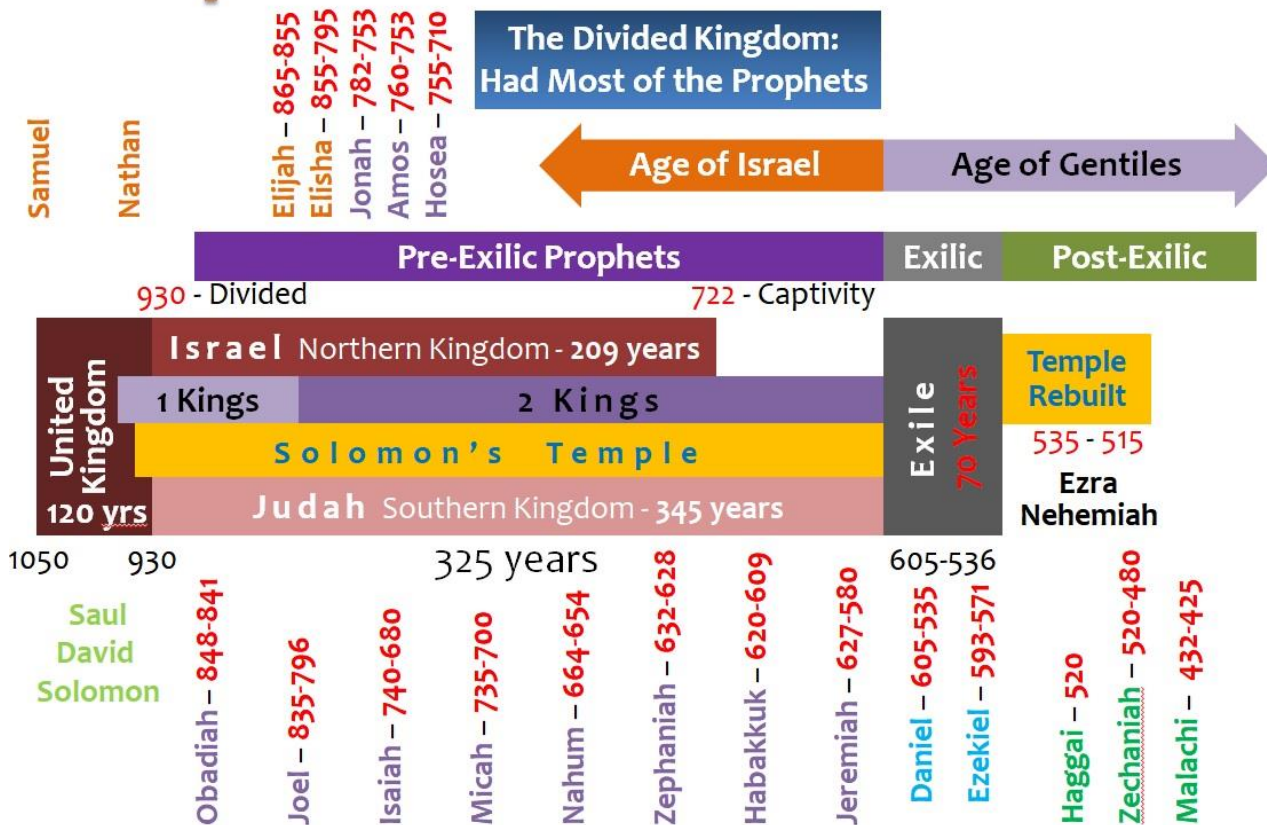 Samuel
Nathan
Elijah – 865-855
Elisha – 855-795
Jonah – 782-753
Amos – 760-753
Hosea – 755-710
The Divided Kingdom:
Had Most of the Prophets
Age of Israel
Age of Gentiles
Pre-Exilic Prophets
Exilic
Post-Exilic
930 - Divided
722 - Captivity
United
Kingdom
120 yrs
Israel Northern Kingdom - 209 years
1 Kings
2 Kings
Solomon's Temple
Judah Southern Kingdom - 345 years
Exile
70 Years
Temple
Rebuilt
535 - 515
Ezra
Nehemiah
1050
930
325 years
605-536
Saul
David
Solomon
Obadiah – 848-841
Joel – 835-796
Isaiah – 740-680
Micah – 735-700
Nahum – 664-654
Zephaniah – 632-628
Habakkuk – 620-609
Jeremiah – 627-580
Daniel – 605-535
Ezekiel – 593-571
Haggai – 520
Zechaniah – 520-480
Malachi – 432-425